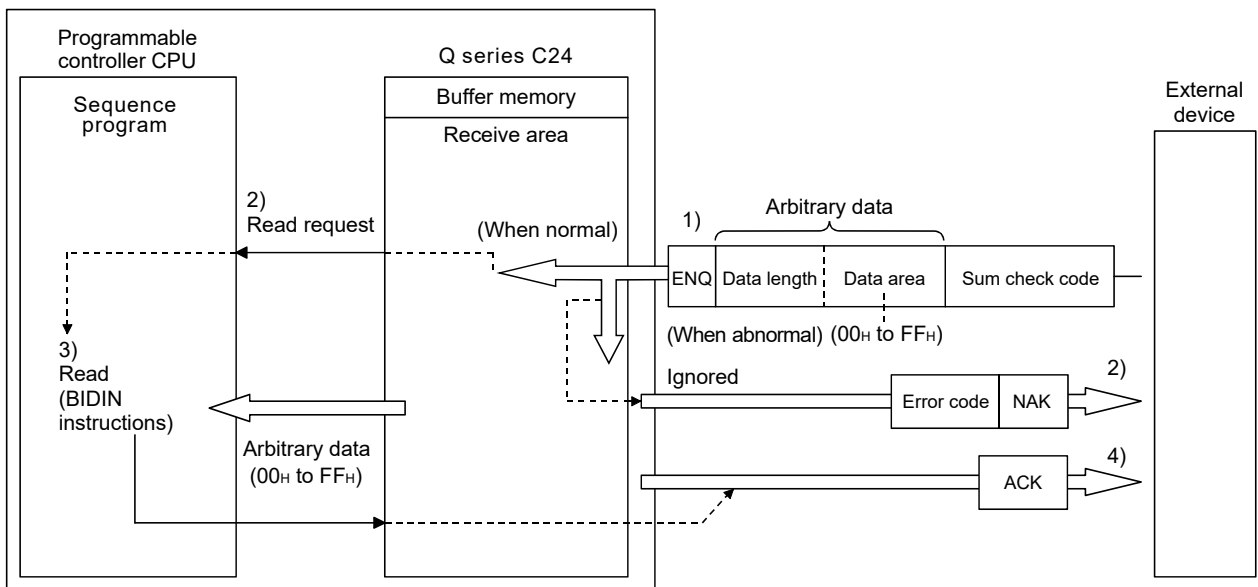 Programmable
controller CPU
Q series C24
External
device
Sequence
program
Buffer memory
Receive area
2)
Read request
(When normal)
1)
Arbitrary data
ENQ
Data length
Data area
Sum check code
(When abnormal)
(00H to FFH)
3)
Read
(BIDIN
instructions)
Ignored
Error code
NAK
2)
Arbitrary data
(00H to FFH)
ACK
4)